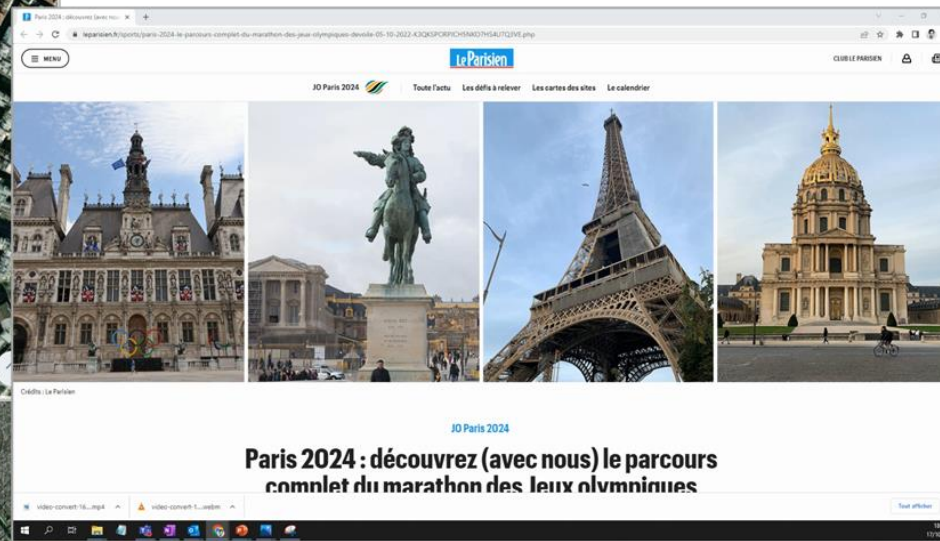 Paris 2024 : découvrez (avec nou
leparisien.fr/sports/paris-2024-le-parcours-complet-du-marathon-des-jeux-olympiques-devoile-05-10-2022-
MENU
Le Parisien
CLUB LE PARISIEN
JO Paris 2024
Toute l'actu Les défis à relever Les cartes des sites Le calendrier
Crédits : Le Parisien
JO Paris 2024
Paris 2024 : découvrez (avec nous) le parcours
complet du marathon des Jeux olympiques
video-convert-16....mp4
video-convert-1....webm
Tout afficher